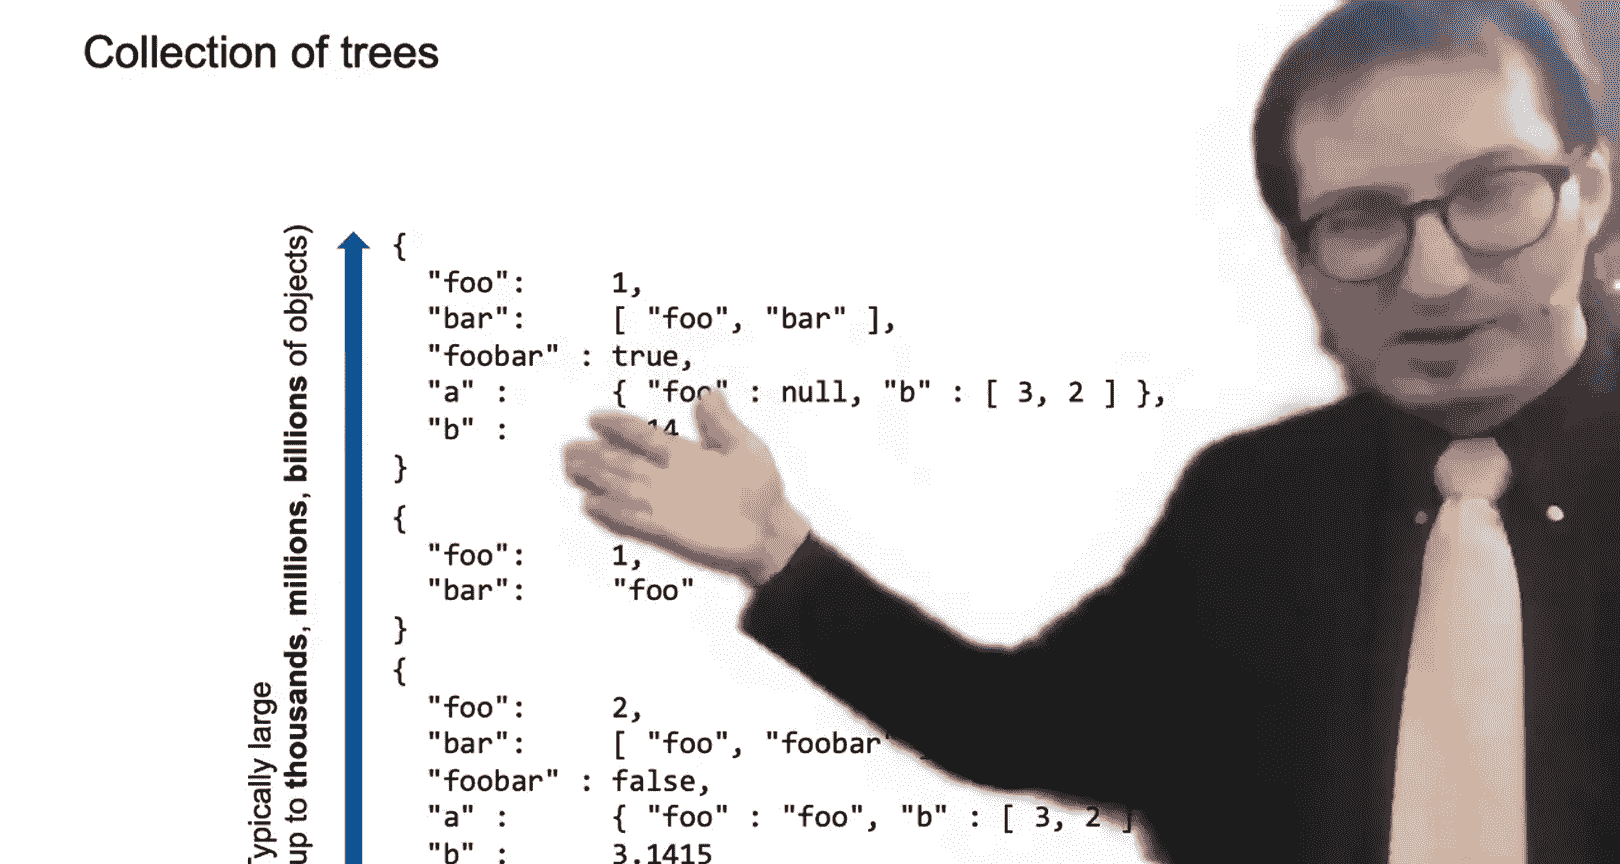 Collection of trees
Typically large
up to thousands, millions, billions of objects)
{
"foo": 1,
"bar": [ "foo", "bar" ],
"foobar" : true,
"a" : { "foo" : null, "b" : [ 3, 2 ] },
"b" : 14
}
{
"foo": 1,
"bar": "foo"
}
{
"foo": 2,
"bar": [ "foo", "foobar"
"foobar" : false,
"a" : { "foo" : "foo", "b" : [ 3, 2 ]
"b" : 3.1415